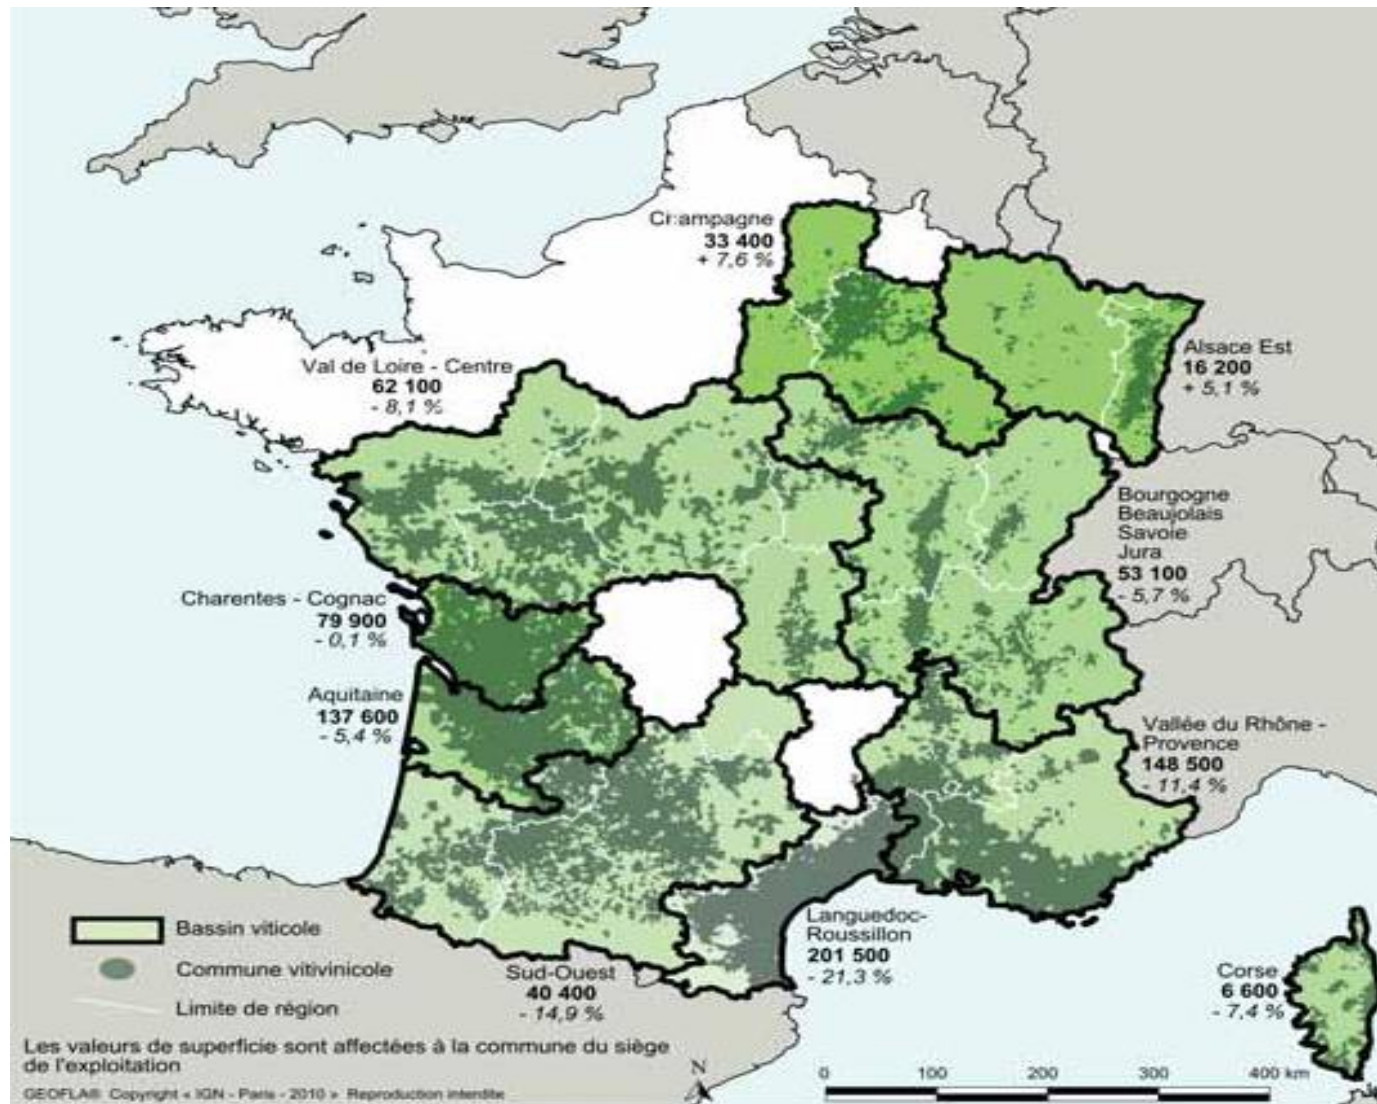 Ci:ampagne
33 400
+ 7,6 %
Val de Loire - Centre
62 100
- 8,1 %
Alsace Est
16 200
+ 5,1 %
Bourgogne
Beaujolais
Savoie
Jura
53 100
- 5,7 %
Charentes - Cognac
79 900
- 0,1 %
Aquitaine
137 600
- 5,4 %
Vallée du Rhône -
Provence
148 500
- 11,4 %
Languedoc-
Roussillon
201 500
- 21,3 %
Sud-Ouest
40 400
- 14,9 %
Corse
6 600
- 7,4 %
Bassin viticole
Commune vitivinicole
Limite de région
Les valeurs de superficie sont affectées à la commune du siège
de l'exploitation
GEOFLA® Copyright « IGN - Paris - 2010 » Reproduction interdite
N
0 100 200 300 400 km